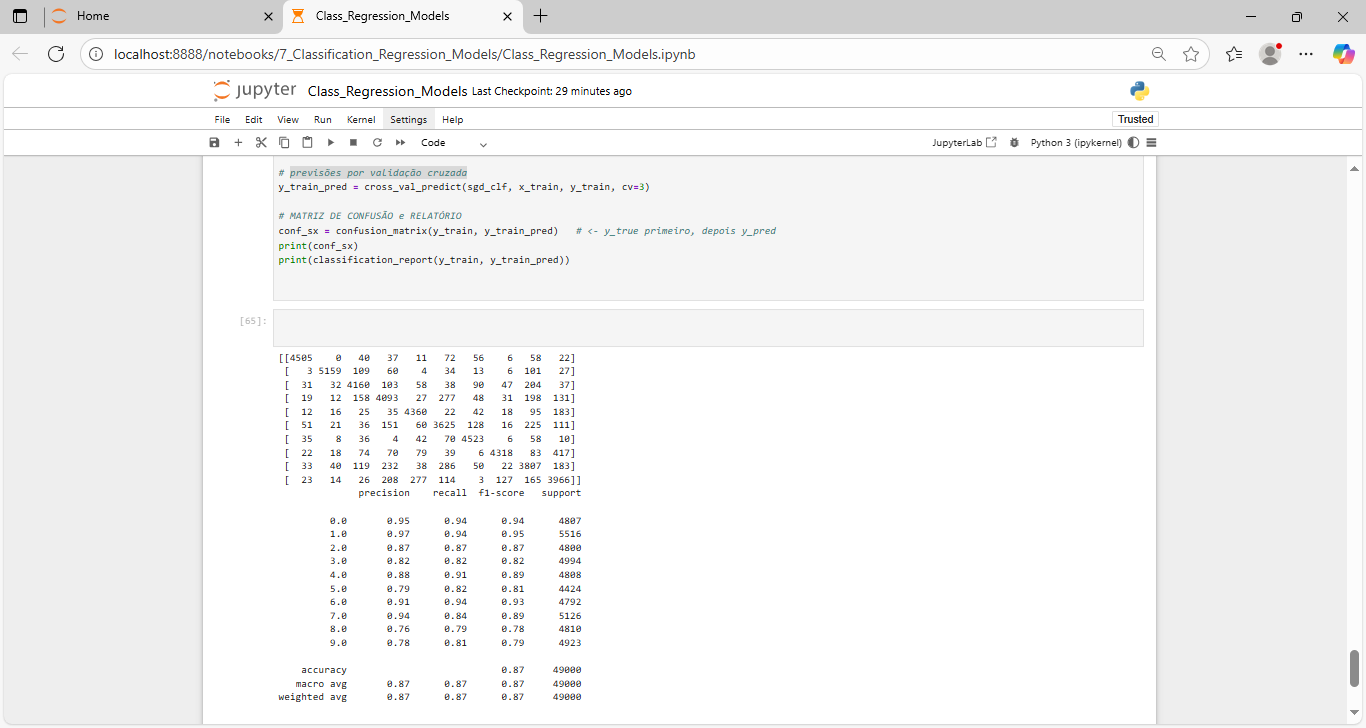 Home
Class_Regression_Models
localhost:8888/notebooks/7_Classification_Regression_Models/Class_Regression_Models.ipynb
jupyter Class_Regression_Models Last Checkpoint: 29 minutes ago
File Edit View Run Kernel Settings Help Trusted
Code JupyterLab Python 3 (ipykernel)
# previsões por validação cruzada
y_train_pred = cross_val_predict(sgd_clf, x_train, y_train, cv=3)
# MATRIZ DE CONFUSÃO e RELATÓRIO
conf_sx = confusion_matrix(y_train, y_train_pred) # <- y_true primeiro, depois y_pred
print(conf_sx)
print(classification_report(y_train, y_train_pred))
[65]:
[[4505 0 40 37 11 72 56 6 58 22]
[ 3 5159 109 60 4 34 13 6 101 27]
[ 31 32 4160 103 58 38 90 47 204 37]
[ 19 12 158 4093 27 277 48 31 198 131]
[ 12 16 25 35 4360 22 42 18 95 183]
[ 51 21 36 151 60 3625 128 16 225 111]
[ 35 8 36 4 42 70 4523 6 58 10]
[ 22 18 74 70 79 39 6 4318 83 417]
[ 33 40 119 232 38 286 50 22 3807 183]
[ 23 14 26 208 277 114 3 127 165 3966]]
precision recall f1-score support
0.0 0.95 0.94 0.94 4807
1.0 0.97 0.94 0.95 5516
2.0 0.87 0.87 0.87 4800
3.0 0.82 0.82 0.82 4994
4.0 0.88 0.91 0.89 4808
5.0 0.79 0.82 0.81 4424
6.0 0.91 0.94 0.93 4792
7.0 0.94 0.84 0.89 5126
8.0 0.76 0.79 0.78 4810
9.0 0.78 0.81 0.79 4923
accuracy 0.87 49000
macro avg 0.87 0.87 0.87 49000
weighted avg 0.87 0.87 0.87 49000